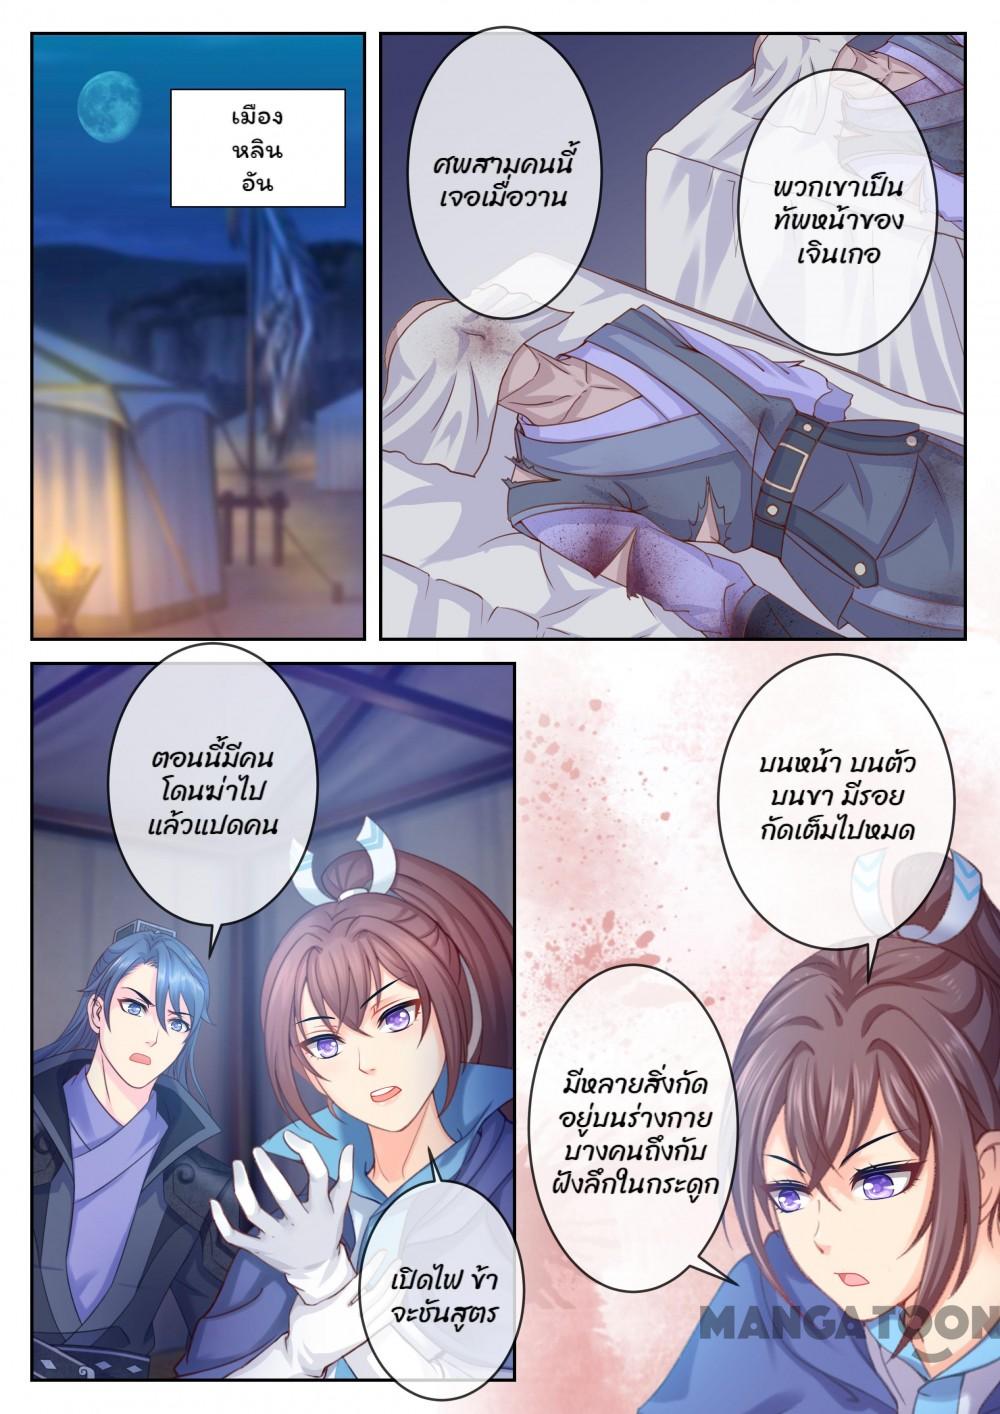 เมือง
หลิน
อัน
ศพสามคนนี้
เจอเมื่อวาน
พวกเขาเป็น
ทัพหน้าของ
เจินเกอ
ตอนนี้มีคน
โดนฆ่าไป
แล้วแปดคน
เปิดไฟ ข้า
จะชันสูตร
บนหน้า บนตัว
บนขา มีรอย
กัดเต็มไปหมด
มีหลายสิ่งกัด
อยู่บนร่างกาย
บางคนถึงกับ
ฝังลึกในกระดูก
MANGATOON